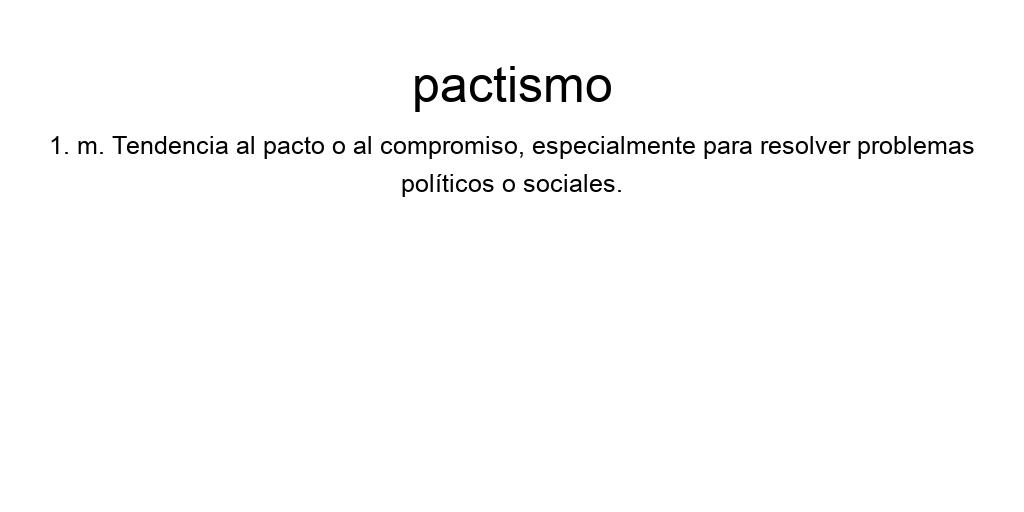 pactismo
1. m. Tendencia al pacto o al compromiso, especialmente para resolver problemas
políticos o sociales.